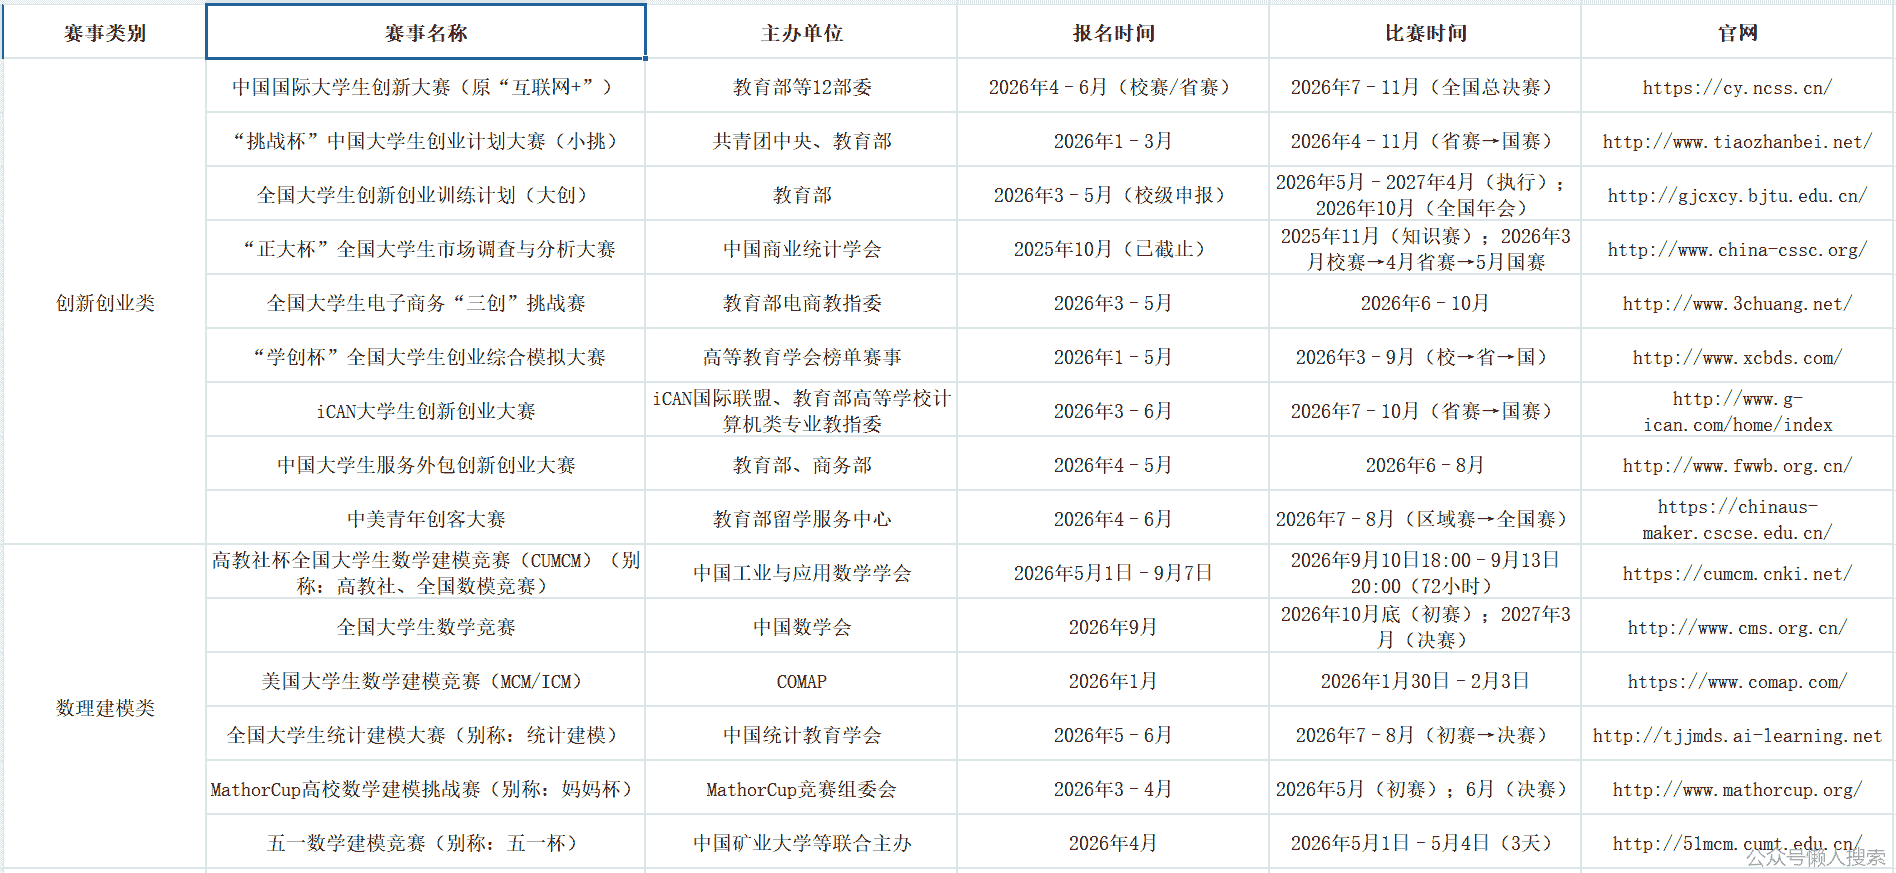 赛事类别 赛事名称 主办单位 报名时间 比赛时间 官网
创新创业类
中国国际大学生创新大赛（原“互联网+”） 教育部等12部委 2026年4－6月（校赛/省赛） 2026年7－11月（全国总决赛） https://cy.ncss.cn/
“挑战杯”中国大学生创业计划大赛（小挑） 共青团中央、教育部 2026年1－3月 2026年4－11月（省赛→国赛） http://www.tiaozhanbei.net/
全国大学生创新创业训练计划（大创） 教育部 2026年3－5月（校级申报） 2026年5月－2027年4月（执行）；
2026年10月（全国年会） http://gjcxcy.bjtu.edu.cn/
“正大杯”全国大学生市场调查与分析大赛 中国商业统计学会 2025年10月（已截止） 2025年11月（知识赛）；2026年3
月校赛→4月省赛→5月国赛 http://www.china-cssc.org/
全国大学生电子商务“三创”挑战赛 教育部电商教指委 2026年3－5月 2026年6－10月 http://www.3chuang.net/
“学创杯”全国大学生创业综合模拟大赛 高等教育学会榜单赛事 2026年1－5月 2026年3－9月（校→省→国） http://www.xcbds.com/
iCAN大学生创新创业大赛 iCAN国际联盟、教育部高等学校计
算机类专业教指委 2026年3－6月 2026年7－10月（省赛→国赛） http://www.g-
ican.com/home/index
中国大学生服务外包创新创业大赛 教育部、商务部 2026年4－5月 2026年6－8月 http://www.fwwb.org.cn/
中美青年创客大赛 教育部留学服务中心 2026年4－6月 2026年7－8月（区域赛→全国赛） https://chinaus-
maker.cscse.edu.cn/
数理建模类
高教社杯全国大学生数学建模竞赛（CUMCM）（别
称：高教社、全国数模竞赛） 中国工业与应用数学学会 2026年5月1日－9月7日 2026年9月10日18:00－9月13日
20:00（72小时） https://cumcm.cnki.net/
全国大学生数学竞赛 中国数学会 2026年9月 2026年10月底（初赛）；2027年3
月（决赛） http://www.cms.org.cn/
美国大学生数学建模竞赛（MCM/ICM） COMAP 2026年1月 2026年1月30日－2月3日 https://www.comap.com/
全国大学生统计建模大赛（别称：统计建模） 中国统计教育学会 2026年5－6月 2026年7－8月（初赛→决赛） http://tjjmds.ai-learning.net
MathorCup高校数学建模挑战赛（别称：妈妈杯） MathorCup竞赛组委会 2026年3－4月 2026年5月（初赛）；6月（决赛） http://www.mathorcup.org/
五一数学建模竞赛（别称：五一杯） 中国矿业大学等联合主办 2026年4月 2026年5月1日－5月4日（3天） http://51mcm.cumt.edu.cn/
公众号懒人搜索